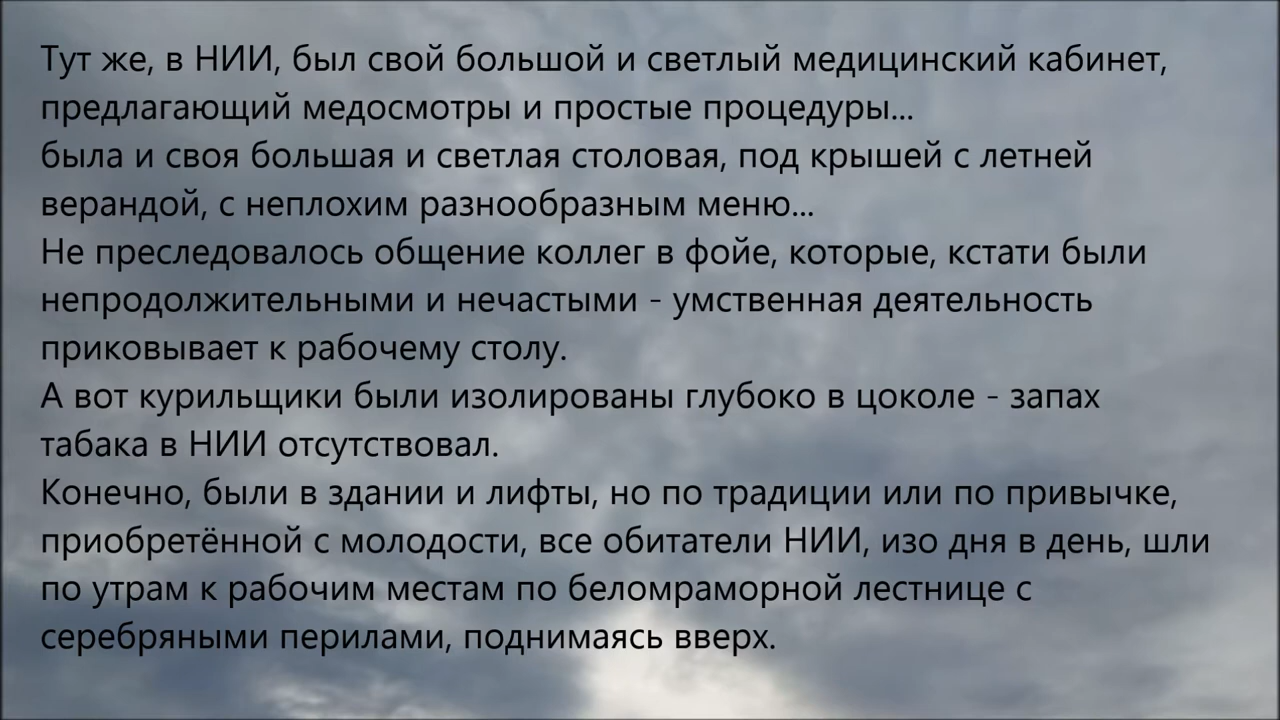 Тут же, в НИИ, был свой большой и светлый медицинский кабинет,
предлагающий медосмотры и простые процедуры...
была и своя большая и светлая столовая, под крышей с летней
верандой, с неплохим разнообразным меню...
Не преследовалось общение коллег в фойе, которые, кстати были
непродолжительными и нечастыми - умственная деятельность
приковывает к рабочему столу.
А вот курильщики были изолированы глубоко в цоколе - запах
табака в НИИ отсутствовал.
Конечно, были в здании и лифты, но по традиции или по привычке,
приобретённой с молодости, все обитатели НИИ, изо дня в день, шли
по утрам к рабочим местам по беломраморной лестнице с
серебряными перилами, поднимаясь вверх.